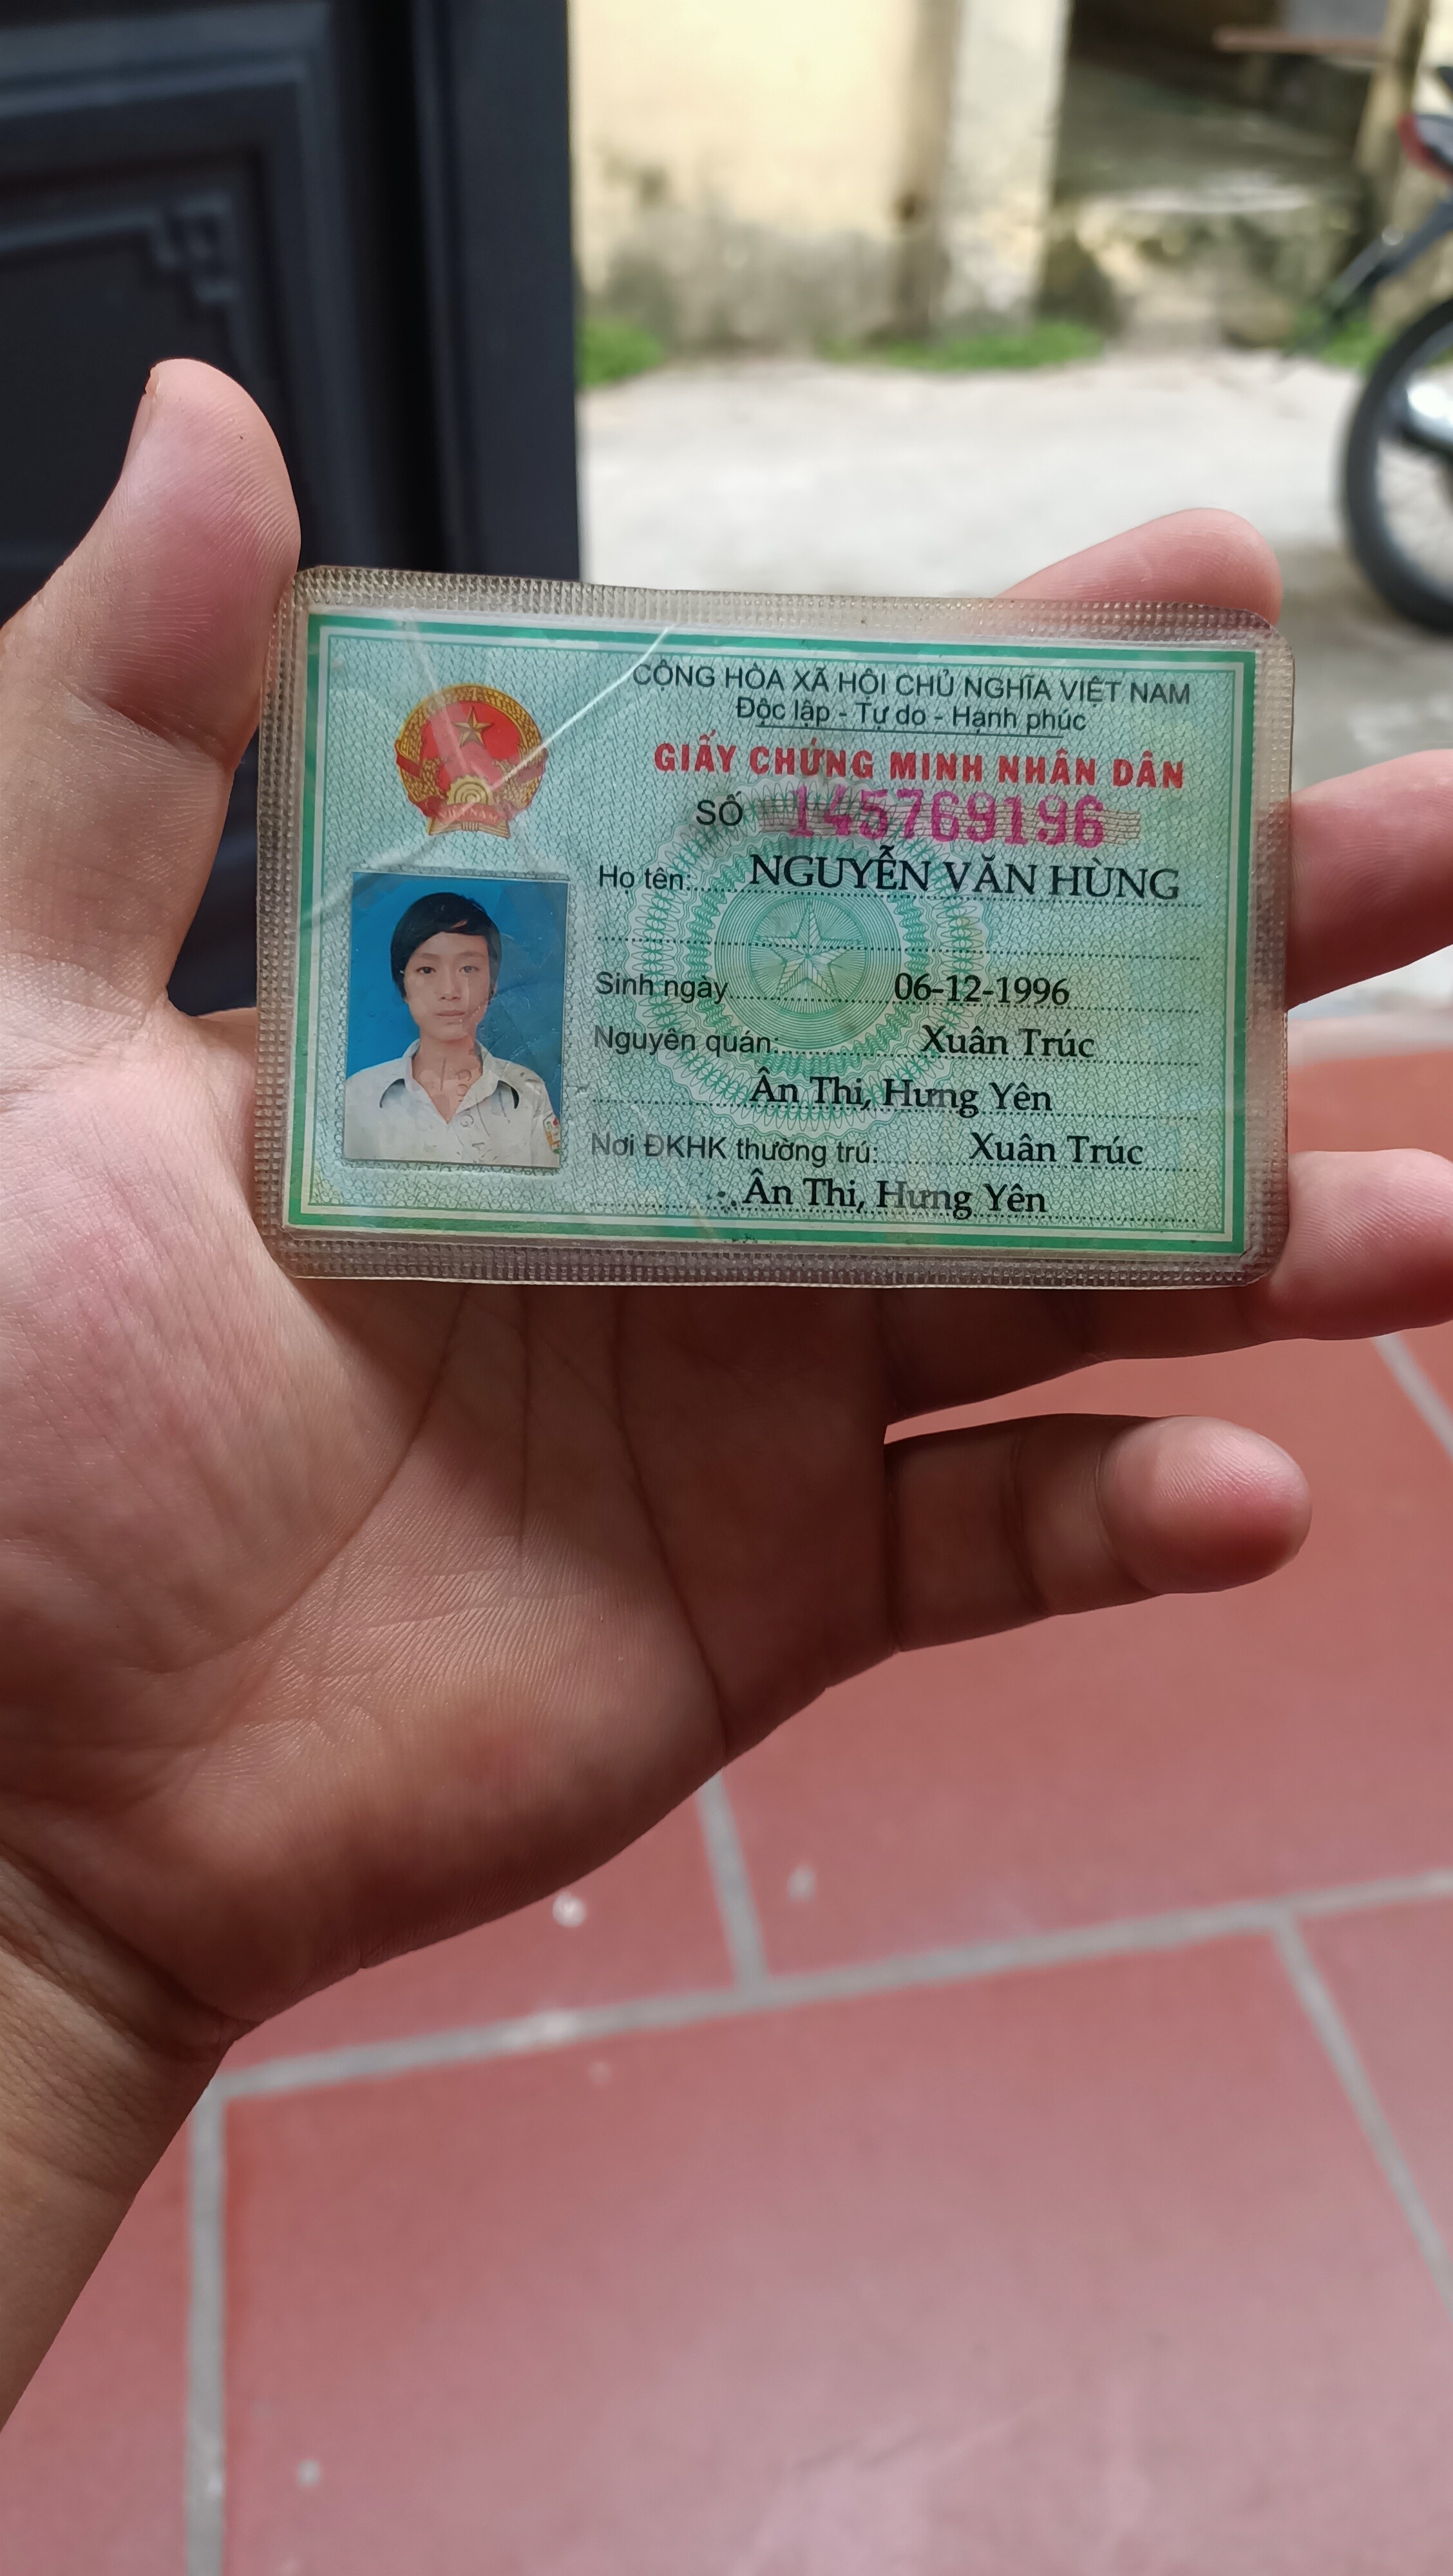 CỘNG HÒA XÃ HỘI CHỦ NGHĨA VIỆT NAM
Độc lập - Tự do - Hạnh phúc
GIẤY CHỨNG MINH NHÂN DÂN
SỐ 145769196
Họ tên: NGUYỄN VĂN HÙNG
Sinh ngày 06-12-1996
Nguyên quán: Xuân Trúc
Ân Thi, Hưng Yên
Nơi ĐKHK thường trú: Xuân Trúc
Ân Thi, Hưng Yên